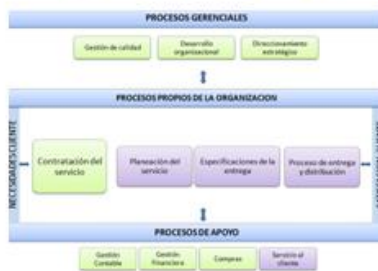 PROCESOS GERENCIALES
Gestión de calidad
Desarrollo
organizacional
Direccionamiento
estratégico
PROCESOS PROPIOS DE LA ORGANIZACION
NECESIDADES CLIENTE
Contratación del
servicio
Planeación del
servicio
Especificaciones de la
entrega
Proceso de entrega
y distribución
PROCESOS DE APOYO
Gestión
Contable
Gestión
Financiera
Compras
Servicio al
cliente